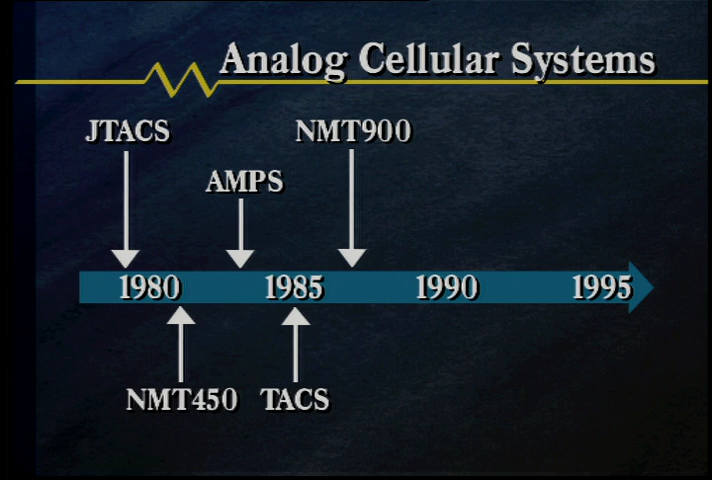 Analog Cellular Systems
JTACS
NMT900
AMPS
1980 1985 1990 1995
NMT450 TACS